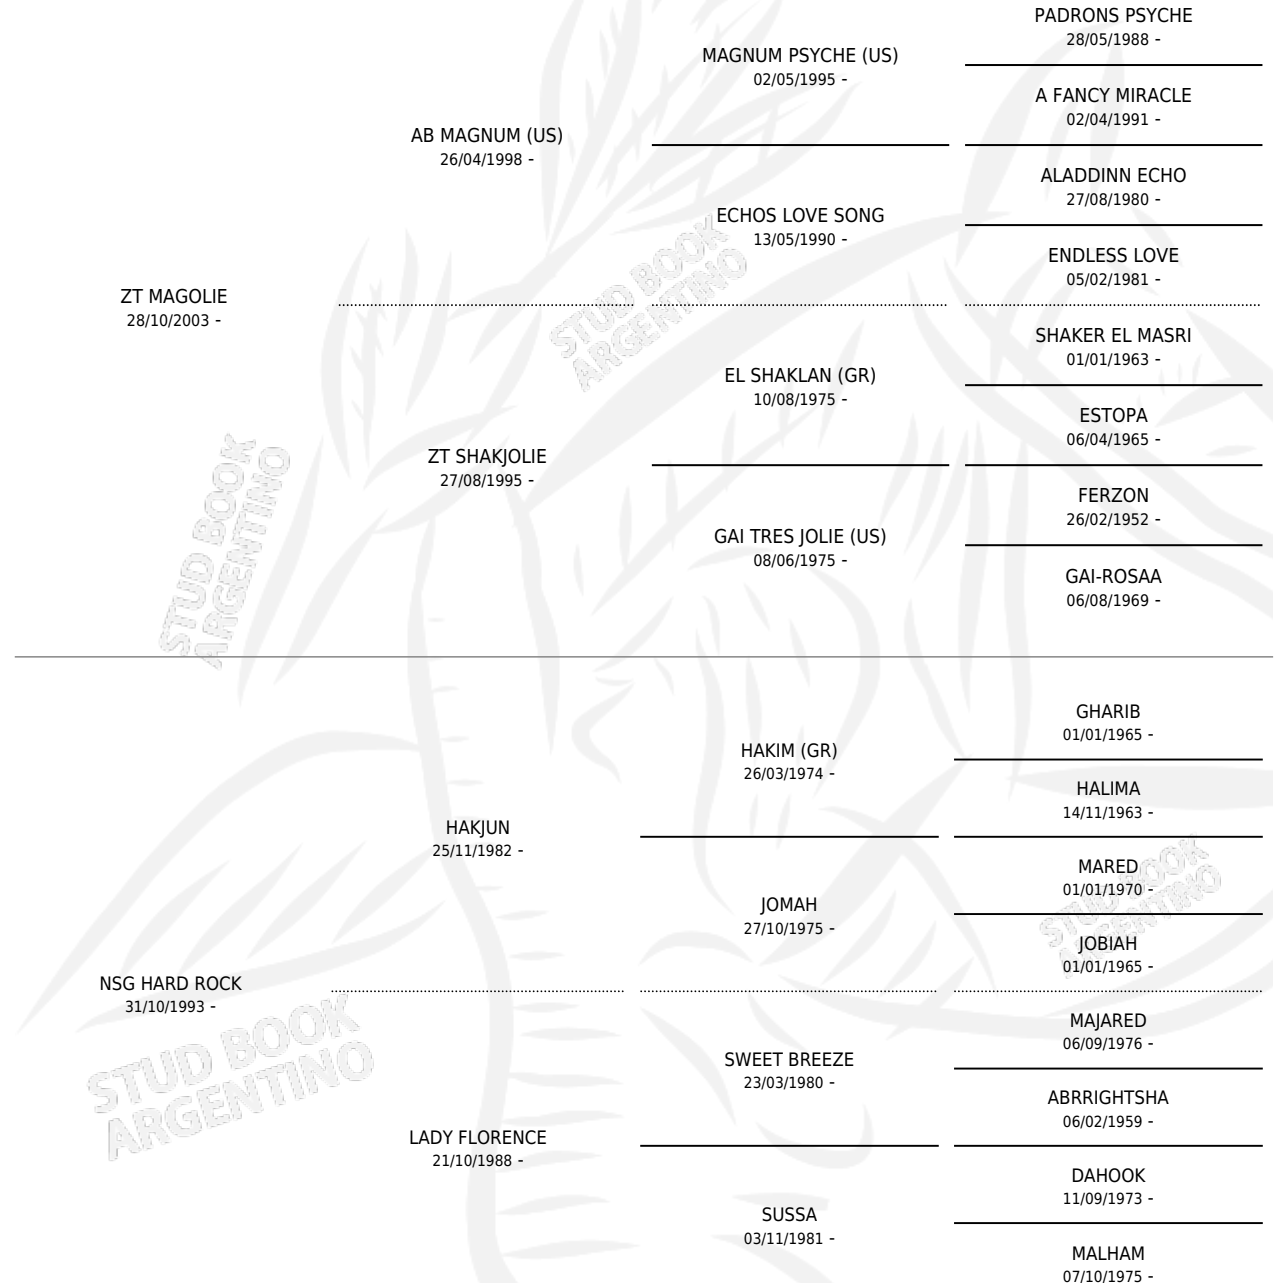 PADRONS PSYCHE
28/05/1988 -
MAGNUM PSYCHE (US)
02/05/1995 -
A FANCY MIRACLE
02/04/1991 -
AB MAGNUM (US)
26/04/1998 -
ALADDINN ECHO
27/08/1980 -
ECHOS LOVE SONG
13/05/1990 -
ENDLESS LOVE
05/02/1981 -
ZT MAGOLIE
28/10/2003 -
SHAKER EL MASRI
01/01/1963 -
EL SHAKLAN (GR)
10/08/1975 -
ESTOPA
06/04/1965 -
ZT SHAKJOLIE
27/08/1995 -
FERZON
26/02/1952 -
GAI TRES JOLIE (US)
08/06/1975 -
GAI-ROSAA
06/08/1969 -
STUD BOOK
ARGENTINO
STUD BOOK
ARGENTINO
GHARIB
01/01/1965 -
HAKIM (GR)
26/03/1974 -
HALIMA
14/11/1963 -
HAKJUN
25/11/1982 -
MARED
01/01/1970 -
JOMAH
27/10/1975 -
JOBIAH
01/01/1965 -
NSG HARD ROCK
31/10/1993 -
MAJARED
06/09/1976 -
SWEET BREEZE
23/03/1980 -
ABRRIGHTSHA
06/02/1959 -
LADY FLORENCE
21/10/1988 -
DAHOOK
11/09/1973 -
SUSSA
03/11/1981 -
MALHAM
07/10/1975 -
STUD BOOK
ARGENTINO
STUD BOOK
ARGENTINO